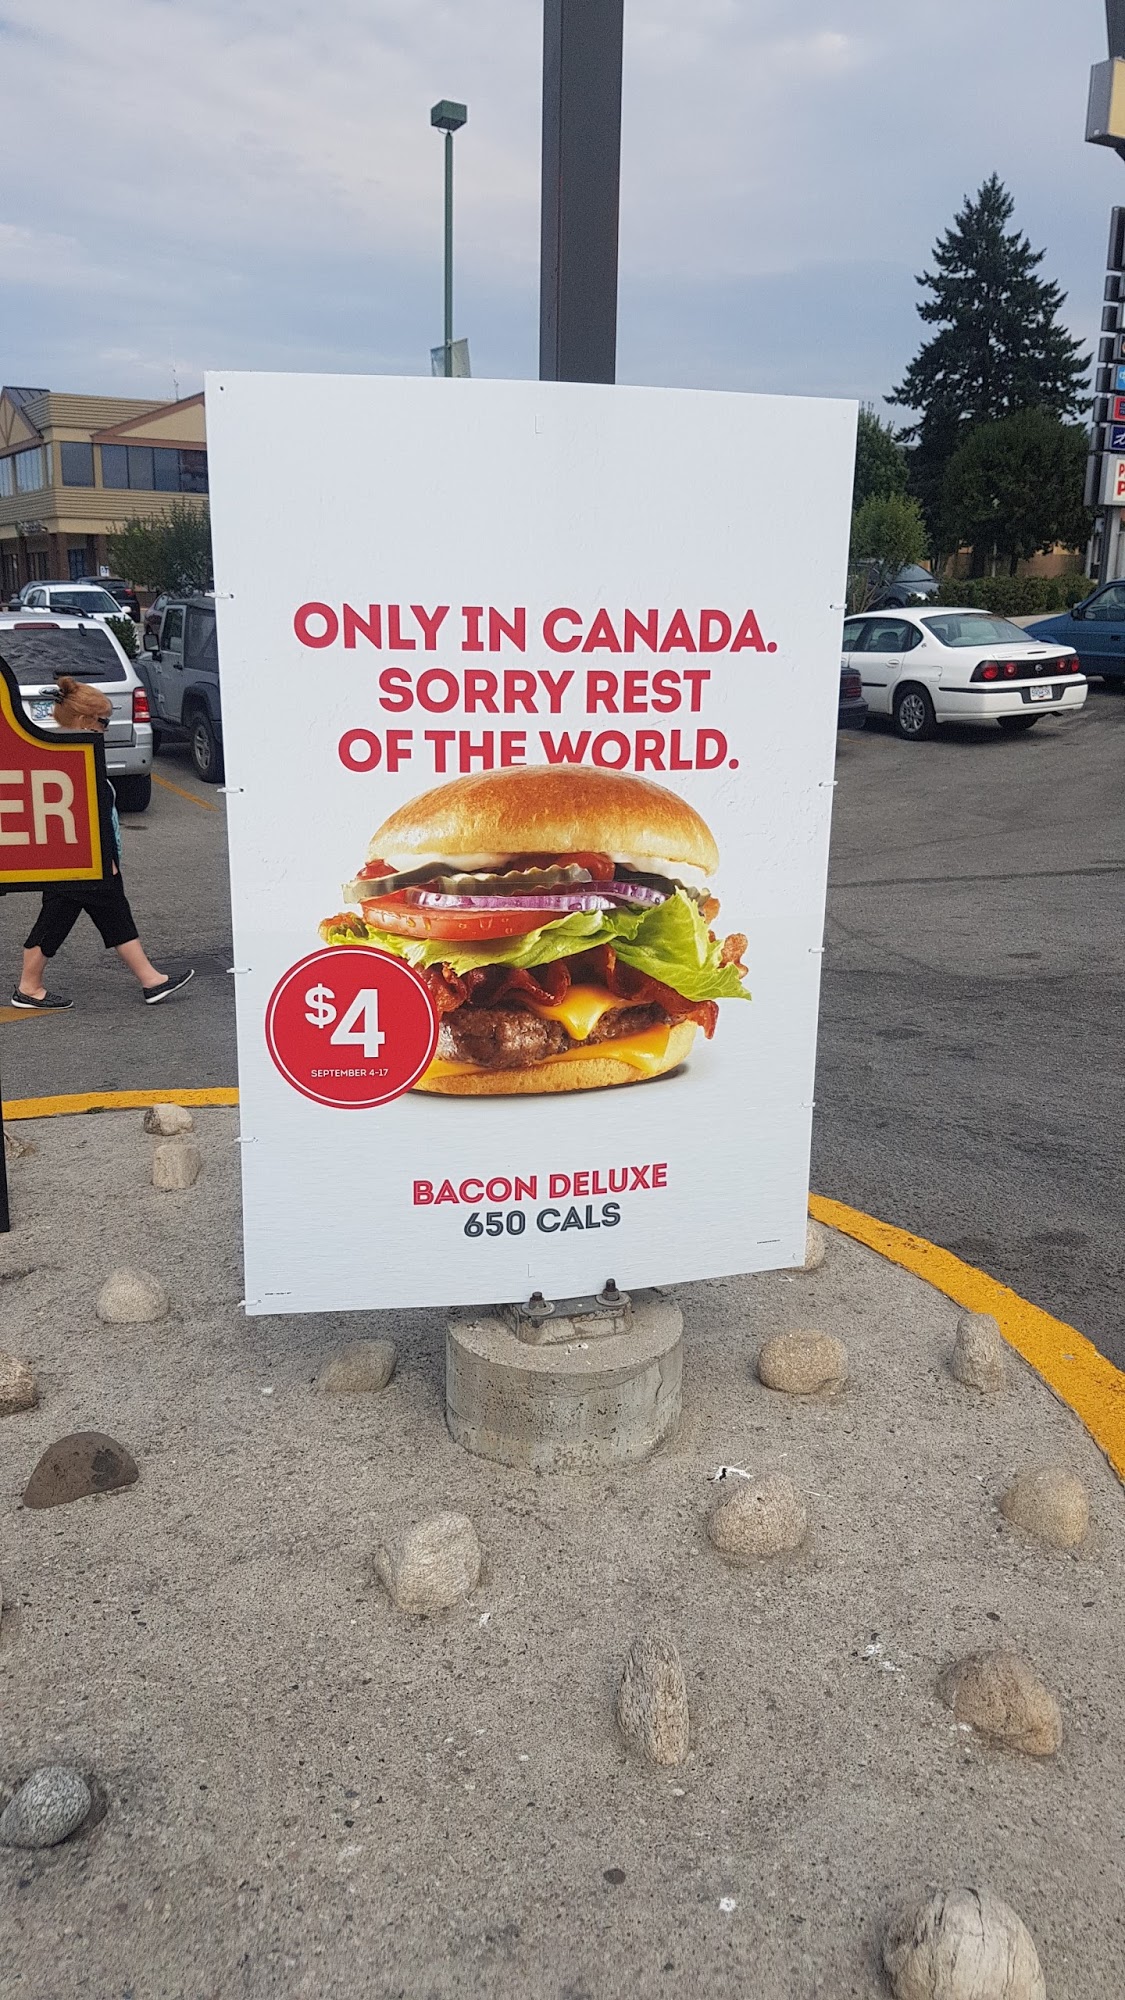 ONLY IN CANADA.
SORRY REST
OF THE WORLD.
$4
SEPTEMBER 4-17
BACON DELUXE
650 CALS
ER